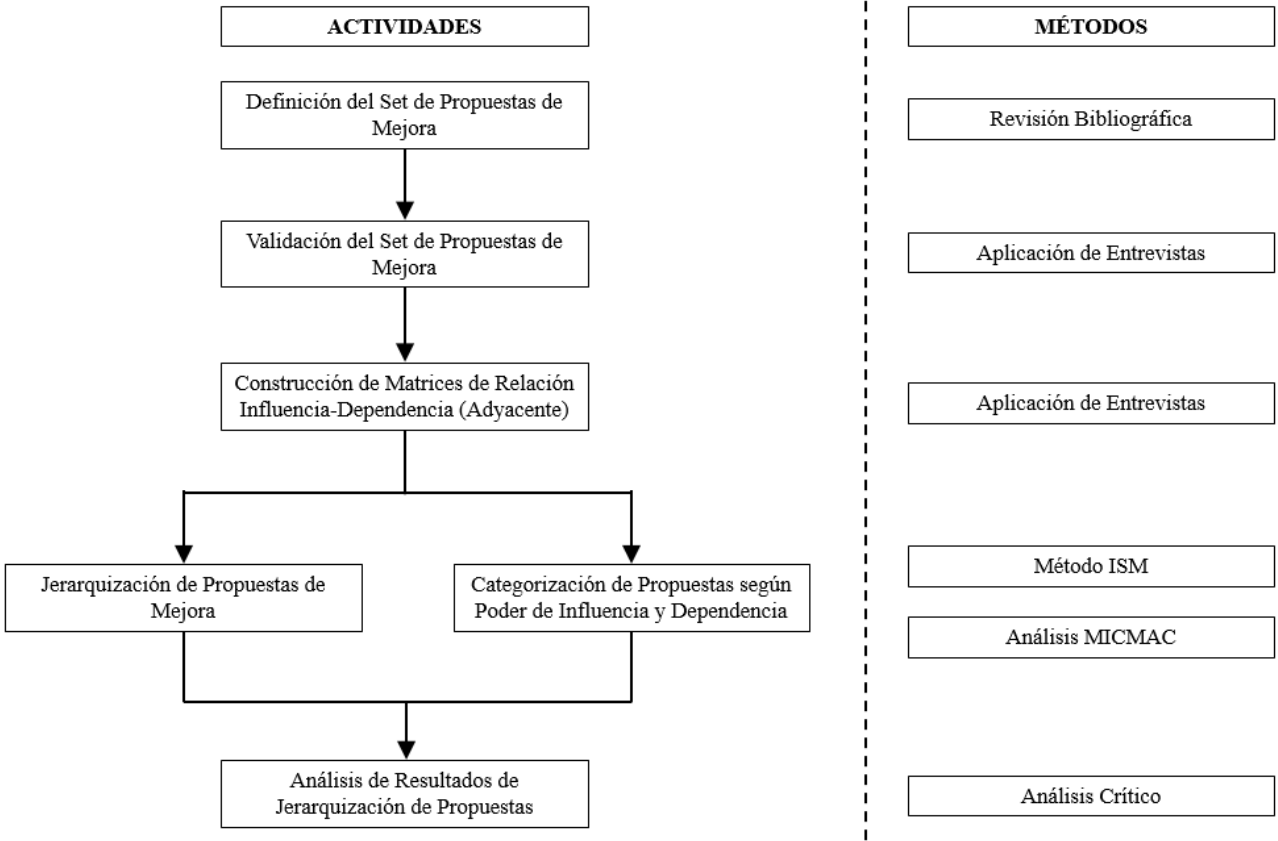 ACTIVIDADES
MÉTODOS
Definición del Set de Propuestas de
Mejora
Revisión Bibliográfica
Validación del Set de Propuestas de
Mejora
Aplicación de Entrevistas
Construcción de Matrices de Relación
Influencia-Dependencia (Adyacente)
Aplicación de Entrevistas
Jerarquización de Propuestas de
Mejora
Categorización de Propuestas según
Poder de Influencia y Dependencia
Método ISM
Análisis MICMAC
Análisis de Resultados de
Jerarquización de Propuestas
Análisis Crítico